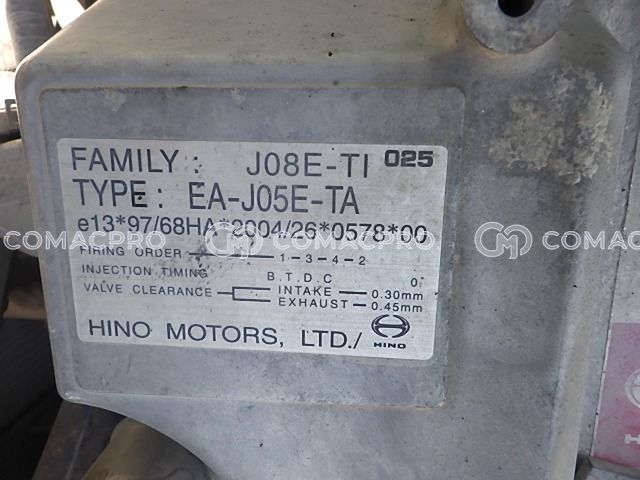 FAMILY : J08E-TI 025
TYPE : EA-J05E-TA
e13*97/68HA*2004/26*0578*00
COMACPRO COMACPRO
FIRING ORDER 1-3-4-2
INJECTION TIMING B.T.D.C 0
VALVE CLEARANCE INTAKE 0.30mm
EXHAUST 0.45mm
HINO MOTORS, LTD./ HINO